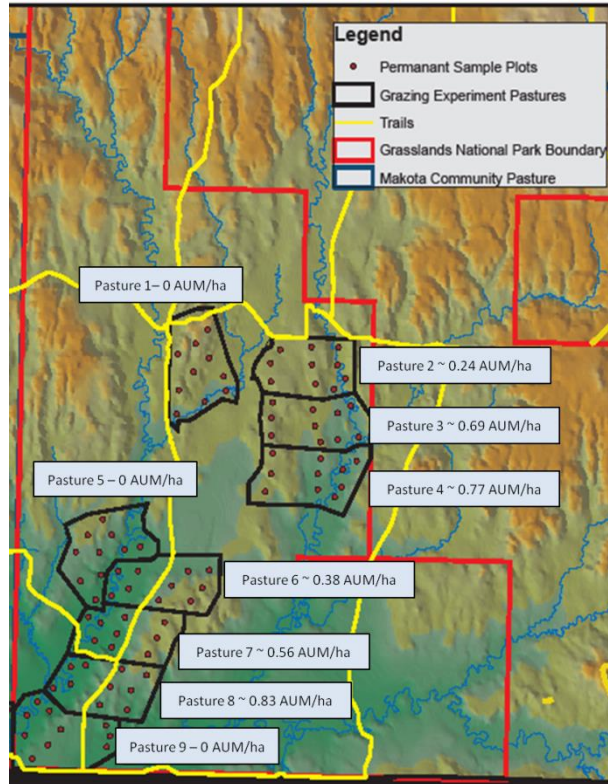 Legend
Permanant Sample Plots
Grazing Experiment Pastures
Trails
Grasslands National Park Boundary
Makota Community Pasture
Pasture 1– 0 AUM/ha
Pasture 2 ~ 0.24 AUM/ha
Pasture 3 ~ 0.69 AUM/ha
Pasture 4 ~ 0.77 AUM/ha
Pasture 5 – 0 AUM/ha
Pasture 6 ~ 0.38 AUM/ha
Pasture 7 ~ 0.56 AUM/ha
Pasture 8 ~ 0.83 AUM/ha
Pasture 9 – 0 AUM/ha